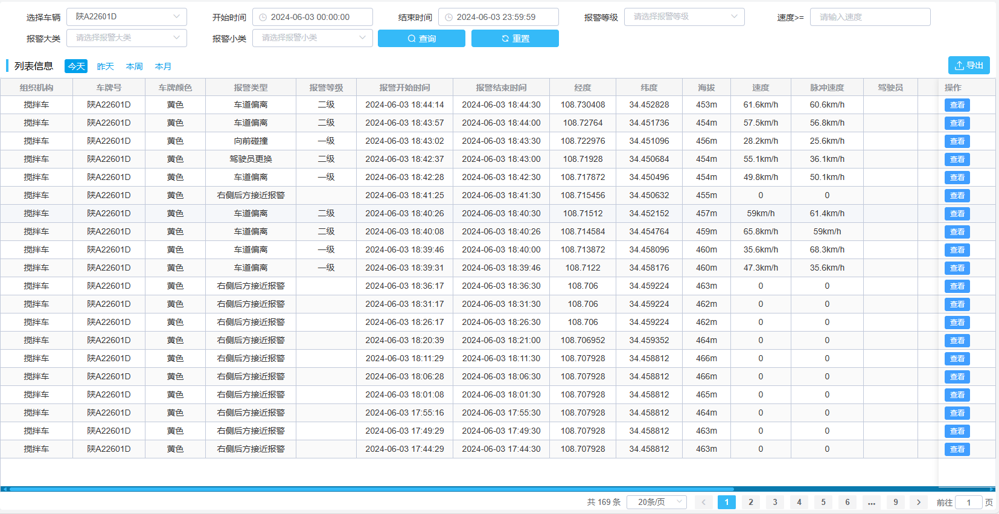 选择车辆 陕A22601D 开始时间 2024-06-03 00:00:00 结束时间 2024-06-03 23:59:59 报警等级 请选择报警等级 速度>= 请输入速度
报警大类 请选择报警大类 报警小类 请选择报警小类 查询 重置
列表信息 今天 昨天 本周 本月 导出
组织机构 车牌号 车牌颜色 报警类型 报警等级 报警开始时间 报警结束时间 经度 纬度 海拔 速度 脉冲速度 驾驶员 操作
搅拌车 陕A22601D 黄色 车道偏离 二级 2024-06-03 18:44:14 2024-06-03 18:44:30 108.730408 34.452828 453m 61.6km/h 60.6km/h 查看
搅拌车 陕A22601D 黄色 车道偏离 二级 2024-06-03 18:43:57 2024-06-03 18:44:00 108.72764 34.451736 454m 57.5km/h 56.8km/h 查看
搅拌车 陕A22601D 黄色 向前碰撞 一级 2024-06-03 18:43:02 2024-06-03 18:43:30 108.722976 34.451096 456m 28.2km/h 25.6km/h 查看
搅拌车 陕A22601D 黄色 驾驶员更换 二级 2024-06-03 18:42:37 2024-06-03 18:43:00 108.71928 34.450684 454m 55.1km/h 36.1km/h 查看
搅拌车 陕A22601D 黄色 车道偏离 一级 2024-06-03 18:42:28 2024-06-03 18:42:30 108.717872 34.450496 454m 49.8km/h 50.1km/h 查看
搅拌车 陕A22601D 黄色 右侧后方接近报警 2024-06-03 18:41:25 2024-06-03 18:41:30 108.715456 34.450632 455m 0 0 查看
搅拌车 陕A22601D 黄色 车道偏离 二级 2024-06-03 18:40:26 2024-06-03 18:40:30 108.71512 34.452152 457m 59km/h 61.4km/h 查看
搅拌车 陕A22601D 黄色 车道偏离 二级 2024-06-03 18:40:08 2024-06-03 18:40:26 108.714584 34.454764 459m 65.8km/h 59km/h 查看
搅拌车 陕A22601D 黄色 车道偏离 一级 2024-06-03 18:39:46 2024-06-03 18:40:00 108.713872 34.458096 460m 35.6km/h 68.3km/h 查看
搅拌车 陕A22601D 黄色 车道偏离 一级 2024-06-03 18:39:31 2024-06-03 18:39:46 108.7122 34.458176 460m 47.3km/h 35.6km/h 查看
搅拌车 陕A22601D 黄色 右侧后方接近报警 2024-06-03 18:36:17 2024-06-03 18:36:30 108.706 34.459224 463m 0 0 查看
搅拌车 陕A22601D 黄色 右侧后方接近报警 2024-06-03 18:31:17 2024-06-03 18:31:30 108.706 34.459224 462m 0 0 查看
搅拌车 陕A22601D 黄色 右侧后方接近报警 2024-06-03 18:26:17 2024-06-03 18:26:30 108.706 34.459224 462m 0 0 查看
搅拌车 陕A22601D 黄色 右侧后方接近报警 2024-06-03 18:20:39 2024-06-03 18:21:00 108.706952 34.459352 464m 0 0 查看
搅拌车 陕A22601D 黄色 右侧后方接近报警 2024-06-03 18:11:29 2024-06-03 18:11:30 108.707928 34.458812 466m 0 0 查看
搅拌车 陕A22601D 黄色 右侧后方接近报警 2024-06-03 18:06:28 2024-06-03 18:06:30 108.707928 34.458812 466m 0 0 查看
搅拌车 陕A22601D 黄色 右侧后方接近报警 2024-06-03 18:01:08 2024-06-03 18:01:30 108.707928 34.458812 465m 0 0 查看
搅拌车 陕A22601D 黄色 右侧后方接近报警 2024-06-03 17:55:16 2024-06-03 17:55:30 108.707928 34.458812 464m 0 0 查看
搅拌车 陕A22601D 黄色 右侧后方接近报警 2024-06-03 17:49:29 2024-06-03 17:49:30 108.707928 34.458812 463m 0 0 查看
搅拌车 陕A22601D 黄色 右侧后方接近报警 2024-06-03 17:44:29 2024-06-03 17:44:30 108.707928 34.458812 463m 0 0 查看
共 169 条 20条/页 1 2 3 4 5 6 ... 9 前往 1 页